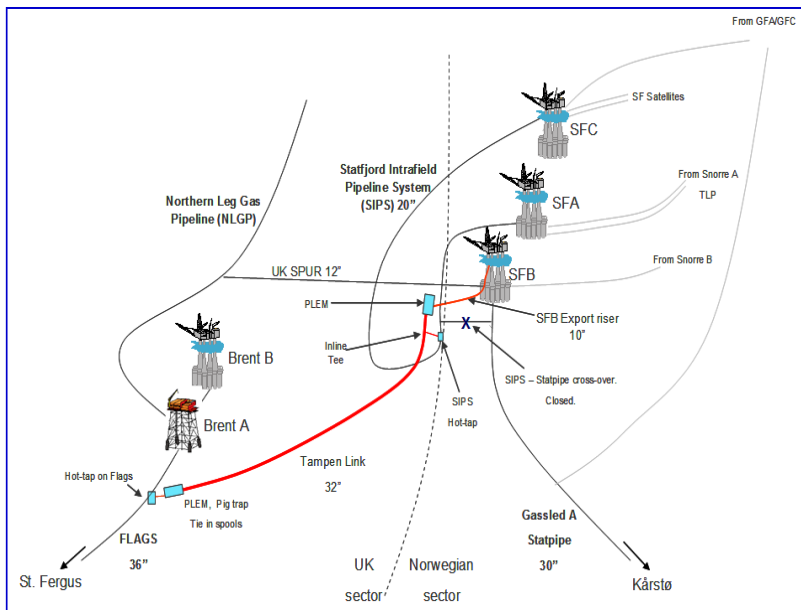 From GFA/GFC
SF Satellites
SFC
Statfjord Intrafield
Pipeline System
(SIPS) 20”
From Snorre A
TLP
Northern Leg Gas
Pipeline (NLGP)
SFA
From Snorre B
UK SPUR 12”
SFB
PLEM
SFB Export riser
10”
X
Inline
Tee
Brent B
SIPS – Statpipe cross-over.
Closed.
SIPS
Hot-tap
Brent A
Tampen Link
32”
Hot-tap on Flags
PLEM, Pig trap
Tie in spools
Gassled A
Statpipe
30”
FLAGS
36”
UK
sector
Norwegian
sector
St. Fergus
Kårstø